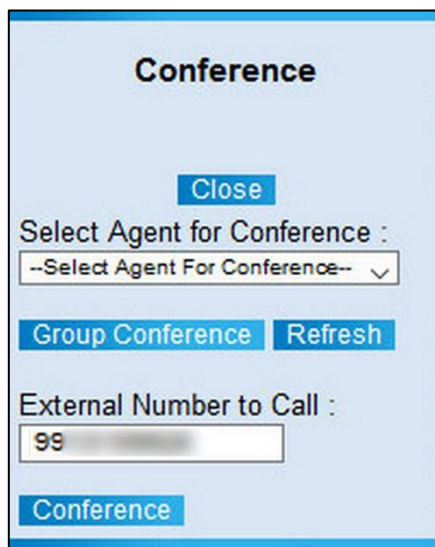 Conference
Close
Select Agent for Conference :
--Select Agent For Conference--
Group Conference Refresh
External Number to Call :
99
Conference